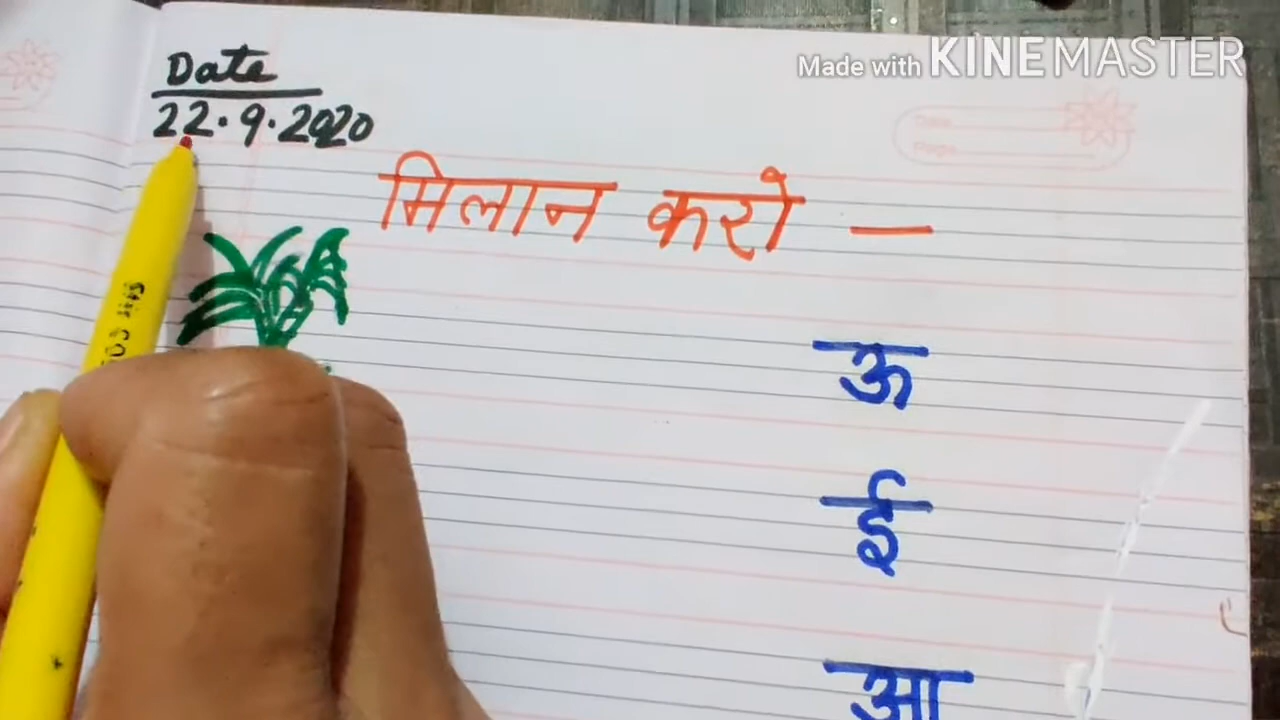 Made with KINEMASTER
Date
22.9.2020
मिलान करो —
ऊ
ई
आ